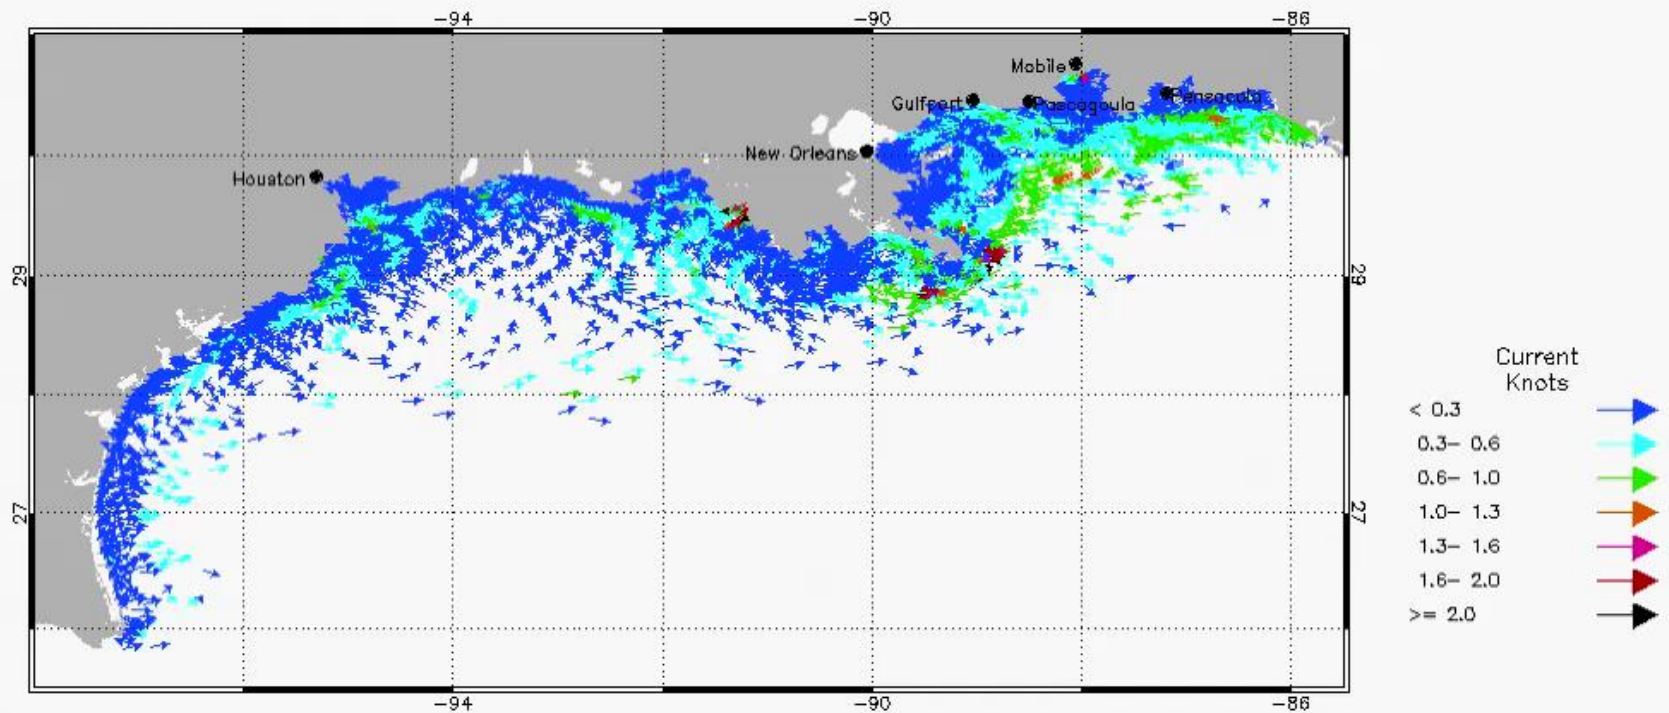 -94 -90 -86
Mobile
Gulfport Pascagoula Pensacola
New Orleans
Houston
29 29
Current
Knots
< 0.3
0.3- 0.6
0.6- 1.0
1.0- 1.3
1.3- 1.6
1.6- 2.0
>= 2.0
27 27
-94 -90 -86